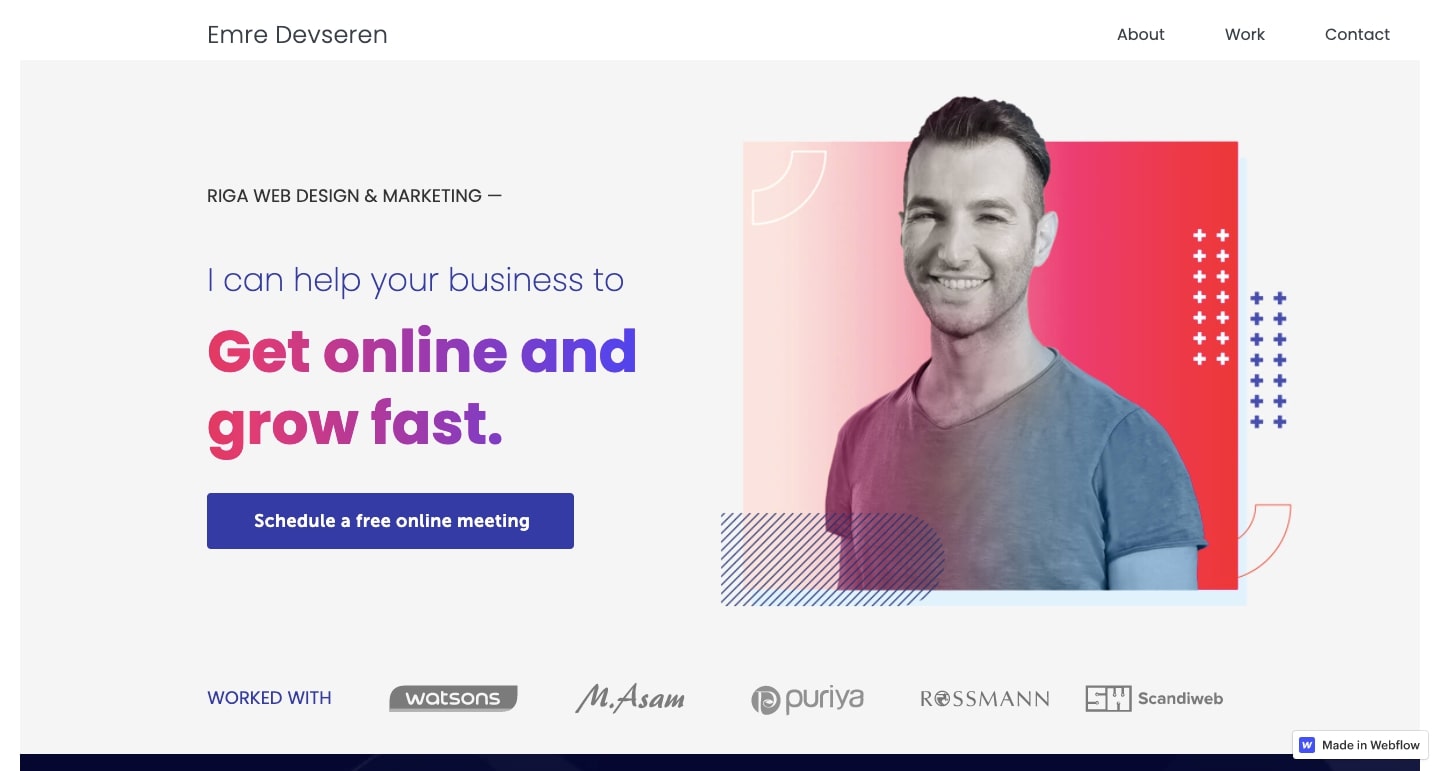 Emre Devseren
About Work Contact
RIGA WEB DESIGN & MARKETING —
I can help your business to
Get online and
grow fast.
Schedule a free online meeting
WORKED WITH watsons M.Asam puriya ROSSMANN SW Scandiweb
Made in Webflow